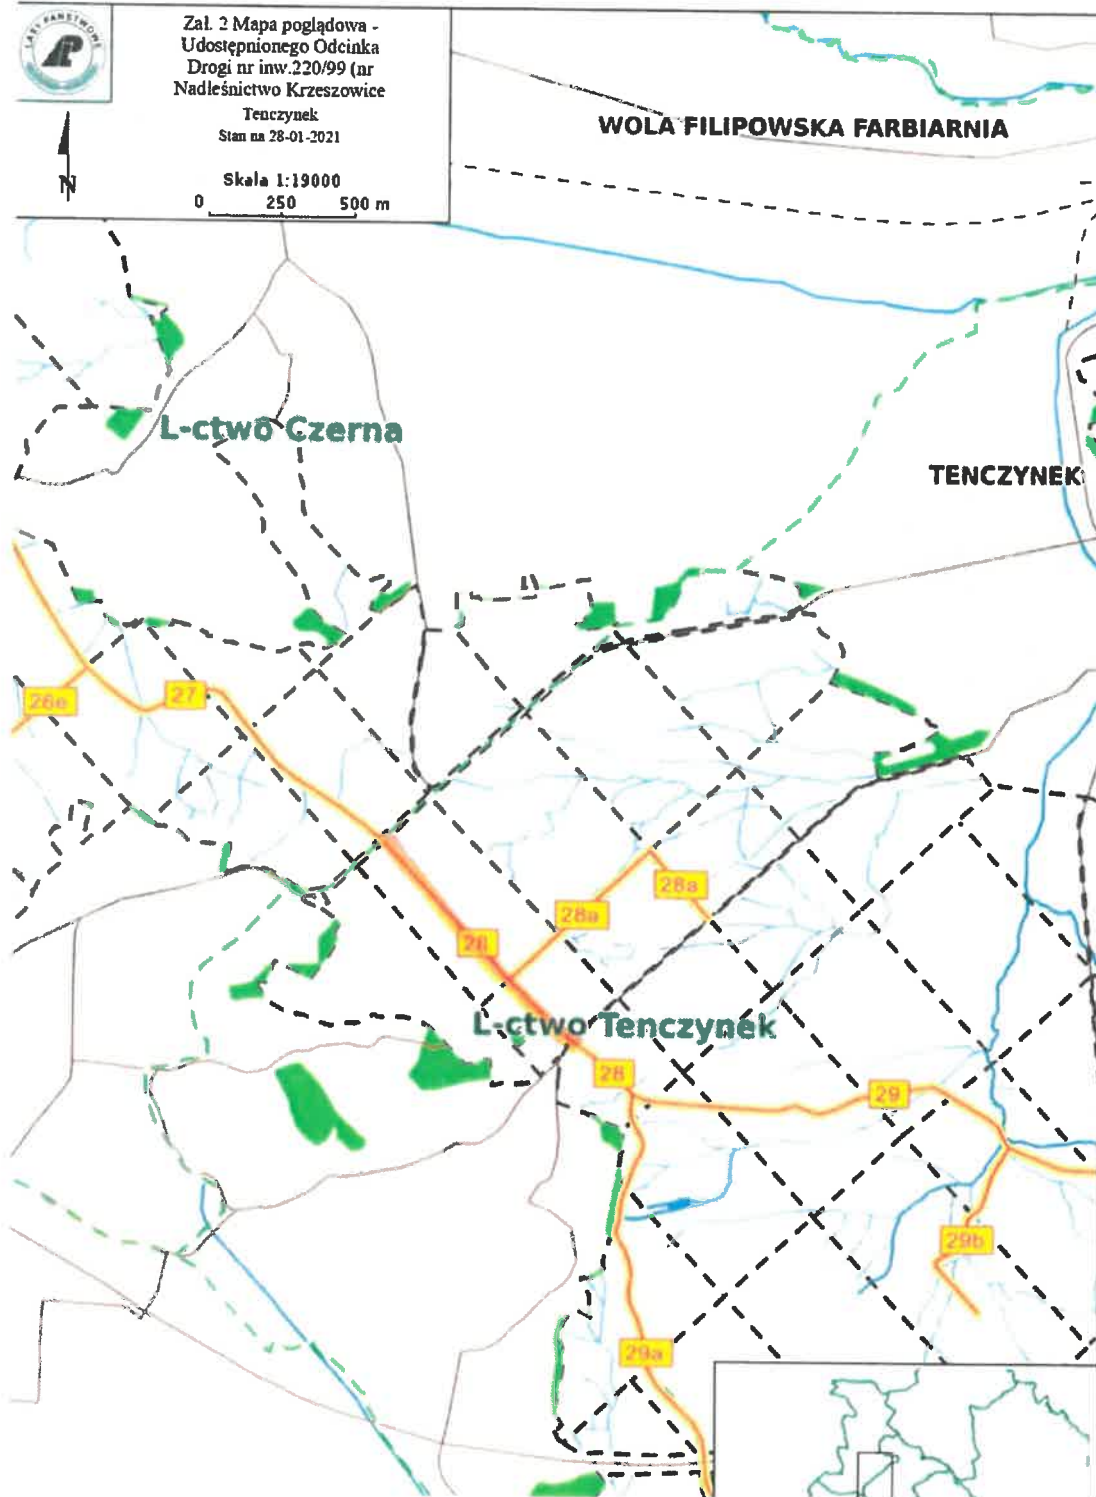 LASY PAŃSTWOWE
Zał. 2 Mapa poglądowa -
Udostępnionego Odcinka
Drogi nr inw.220/99 (nr
Nadleśnictwo Krzeszowice
Tenczynek
Stan na 28-01-2021
Skala 1:19000
0 250 500 m
N
WOLA FILIPOWSKA FARBIARNIA
L-ctwo Czerna
TENCZYNEK
26e
27
28a
28a
28
L-ctwo Tenczynek
28
29
29b
29a